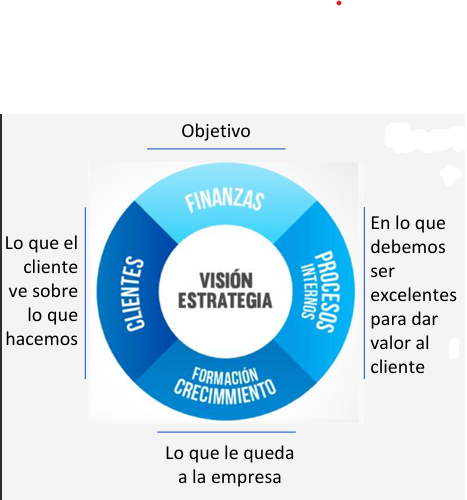 Objetivo
FINANZAS
Lo que el
cliente
ve sobre
lo que
hacemos
CLIENTES
VISIÓN
ESTRATEGIA
PROCESOS
INTERNOS
En lo que
debemos
ser
excelentes
para dar
valor al
cliente
FORMACIÓN
CRECIMMIENTO
Lo que le queda
a la empresa